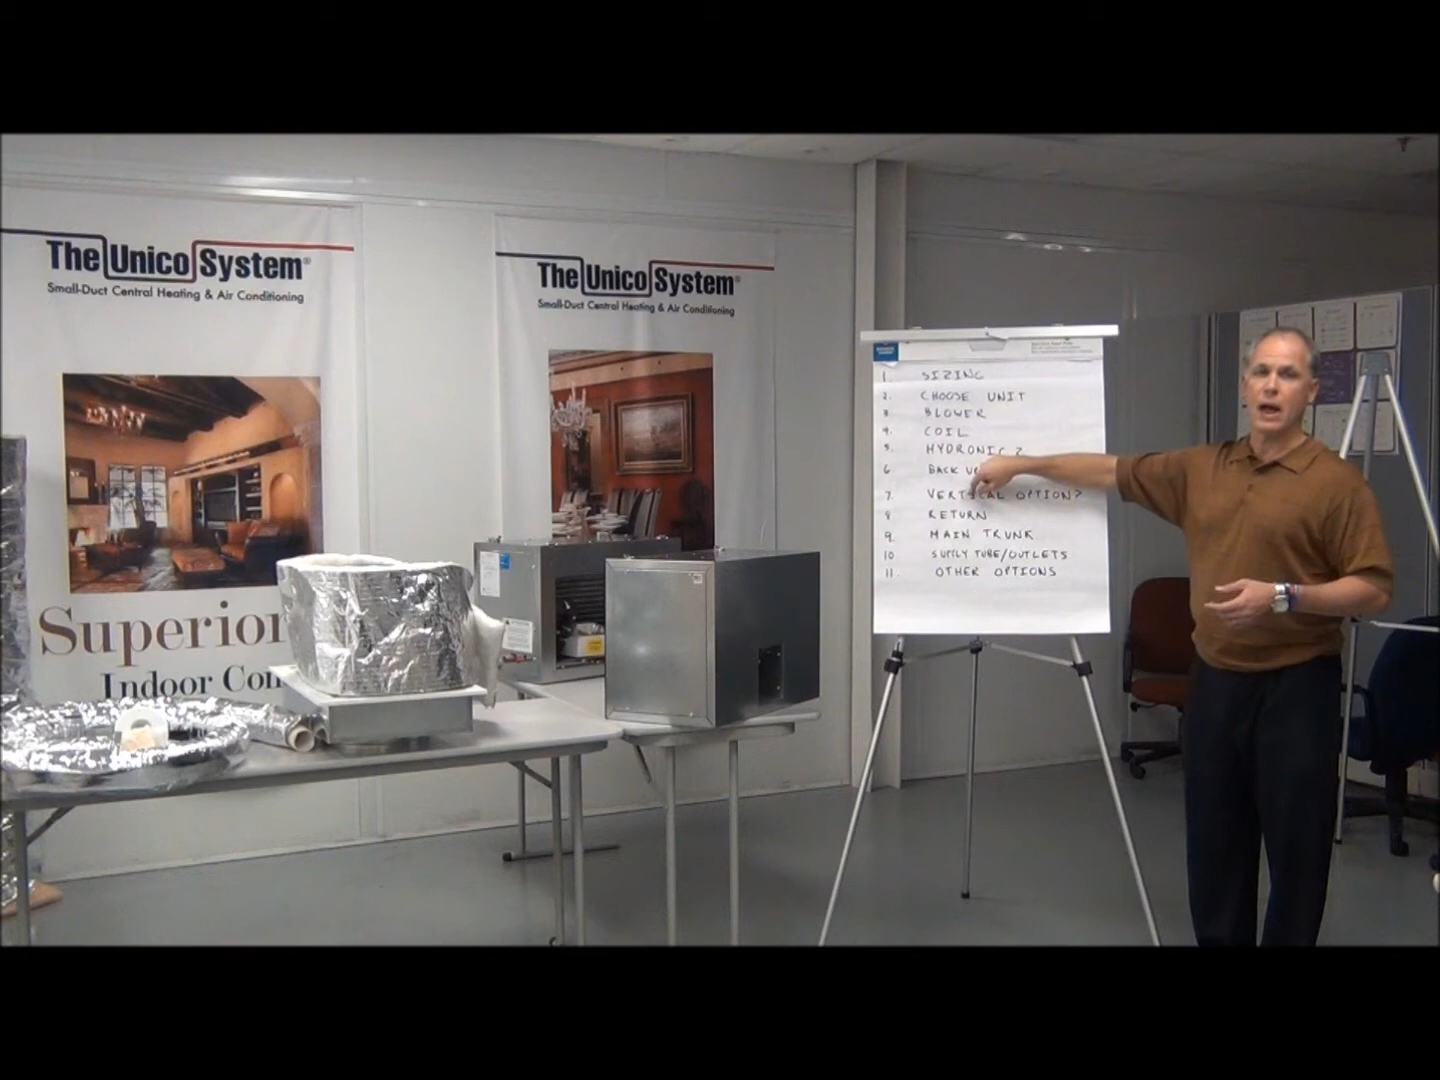 The Unico System®
Small-Duct Central Heating & Air Conditioning
Superior
Indoor Com
The Unico System®
Small-Duct Central Heating & Air Conditioning
1. SIZING
2. CHOOSE UNIT
3 BLOWER
4. COIL
5. HYDRONIC?
6. BACK UP
7. VERTICAL OPTION?
8 RETURN
9. MAIN TRUNK
10 SUPPLY TUBE/OUTLETS
11. OTHER OPTIONS